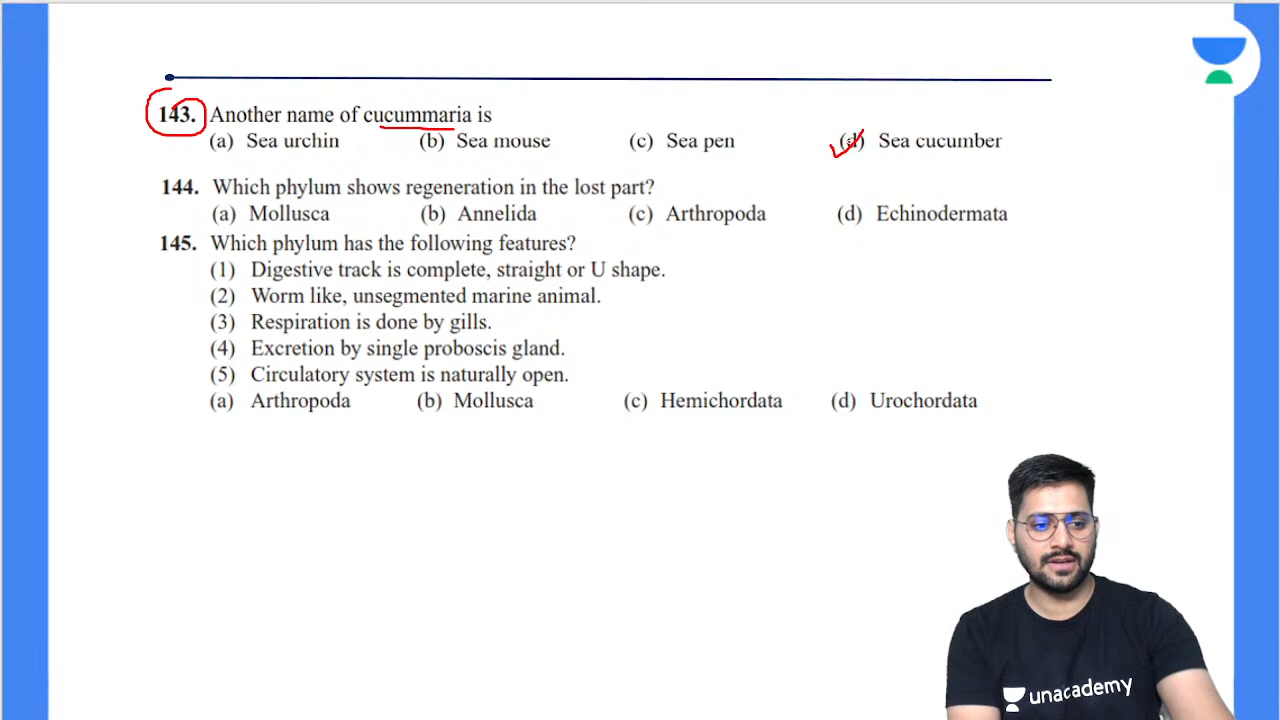 143. Another name of cucummaria is
(a) Sea urchin (b) Sea mouse (c) Sea pen (d) Sea cucumber
144. Which phylum shows regeneration in the lost part?
(a) Mollusca (b) Annelida (c) Arthropoda (d) Echinodermata
145. Which phylum has the following features?
(1) Digestive track is complete, straight or U shape.
(2) Worm like, unsegmented marine animal.
(3) Respiration is done by gills.
(4) Excretion by single proboscis gland.
(5) Circulatory system is naturally open.
(a) Arthropoda (b) Mollusca (c) Hemichordata (d) Urochordata
unacademy